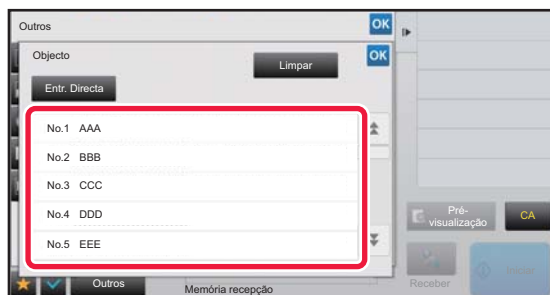 Outros
OK
Objecto
OK
Limpar
Entr. Directa
No.1 AAA
No.2 BBB
No.3 CCC
No.4 DDD
No.5 EEE
Pré-
visualização
CA
Outros
Memória recepção
Receber
Iniciar